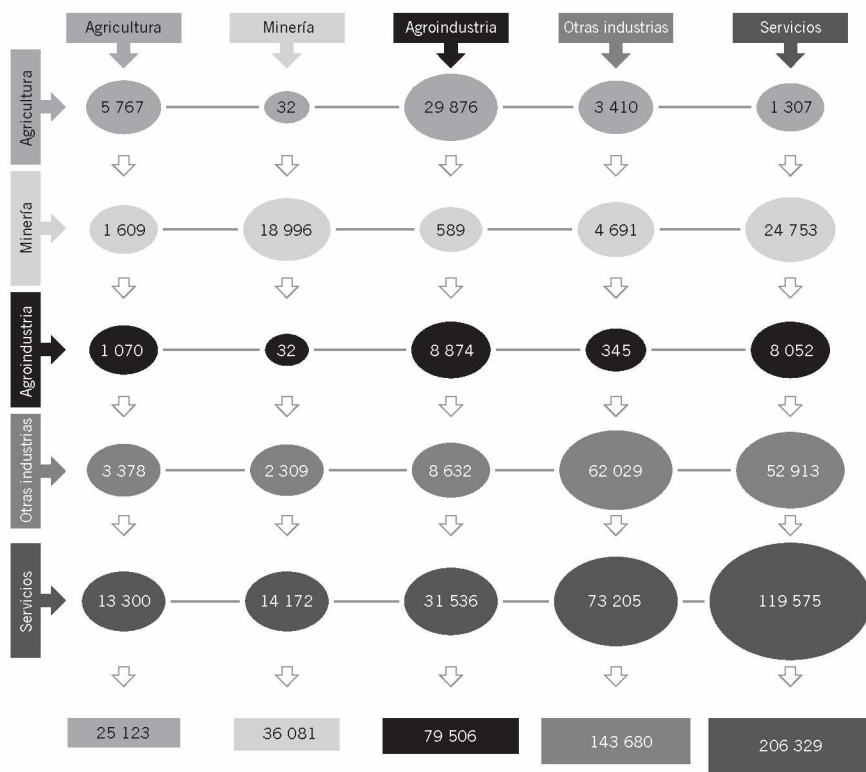 Agricultura Minería Agroindustria Otras industrias Servicios
Agricultura 5 767 32 29 876 3 410 1 307
Minería 1 609 18 996 589 4 691 24 753
Agroindustria 1 070 32 8 874 345 8 052
Otras industrias 3 378 2 309 8 632 62 029 52 913
Servicios 13 300 14 172 31 536 73 205 119 575
25 123 36 081 79 506 143 680 206 329